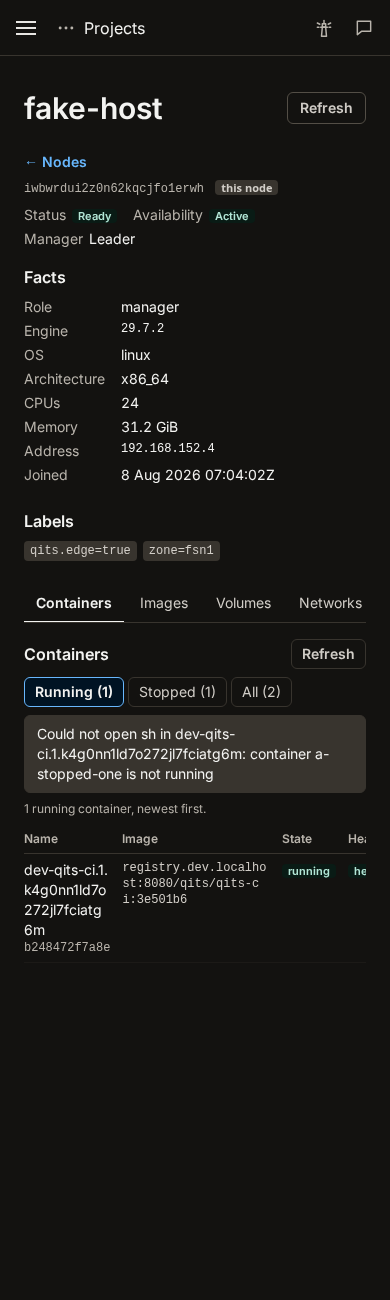 Projects
fake-host
Refresh
← Nodes
iwbwrdui2z0n62kqcjfo1erwh this node
Status Ready Availability Active
Manager Leader
Facts
Role manager
Engine 29.7.2
OS linux
Architecture x86_64
CPUs 24
Memory 31.2 GiB
Address 192.168.152.4
Joined 8 Aug 2026 07:04:02Z
Labels
qits.edge=true zone=fsn1
Containers Images Volumes Networks
Containers Refresh
Running (1) Stopped (1) All (2)
Could not open sh in dev-qits-
ci.1.k4g0nn1ld7o272jl7fciatg6m: container a-
stopped-one is not running
1 running container, newest first.
Name Image State Hea
dev-qits-ci.1.
k4g0nn1ld7o
272jl7fciatg
6m
b248472f7a8e
registry.dev.localho
st:8080/qits/qits-c
i:3e501b6
running
he